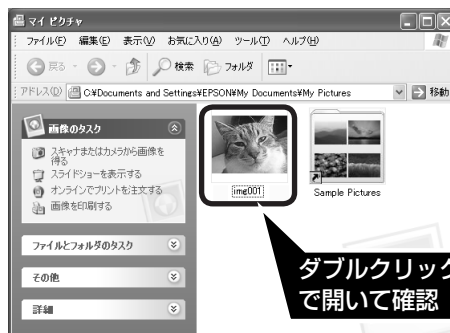 マイ ピクチャ
ファイル(F) 編集(E) 表示(V) お気に入り(A) ツール(T) ヘルプ(H)
戻る 検索 フォルダ
アドレス(D) C:¥Documents and Settings¥EPSON¥My Documents¥My Pictures 移動
画像のタスク
スキャナまたはカメラから画像を
得る
スライドショーを表示する
オンラインでプリントを注文する
画像を印刷する
ファイルとフォルダのタスク
その他
詳細
img001
Sample Pictures
ダブルクリック
で開いて確認